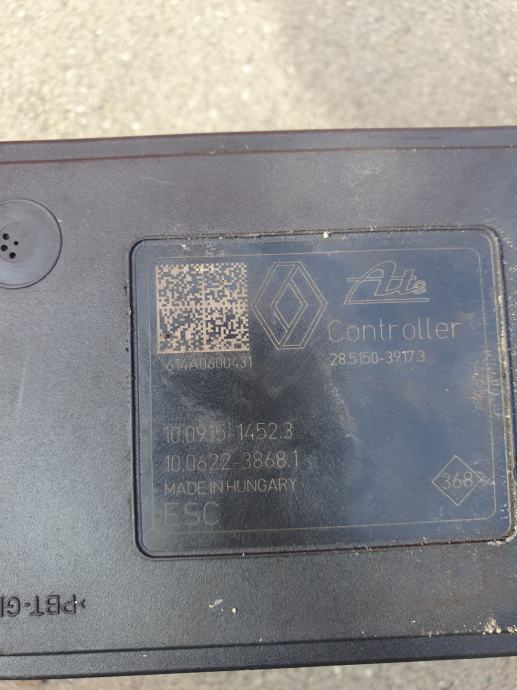 Ate
Controller
614A0600431
28.5150-3917.3
10.0915-1452.3
10.0622-3868.1
MADE IN HUNGARY
368
ESC
>PBT-G